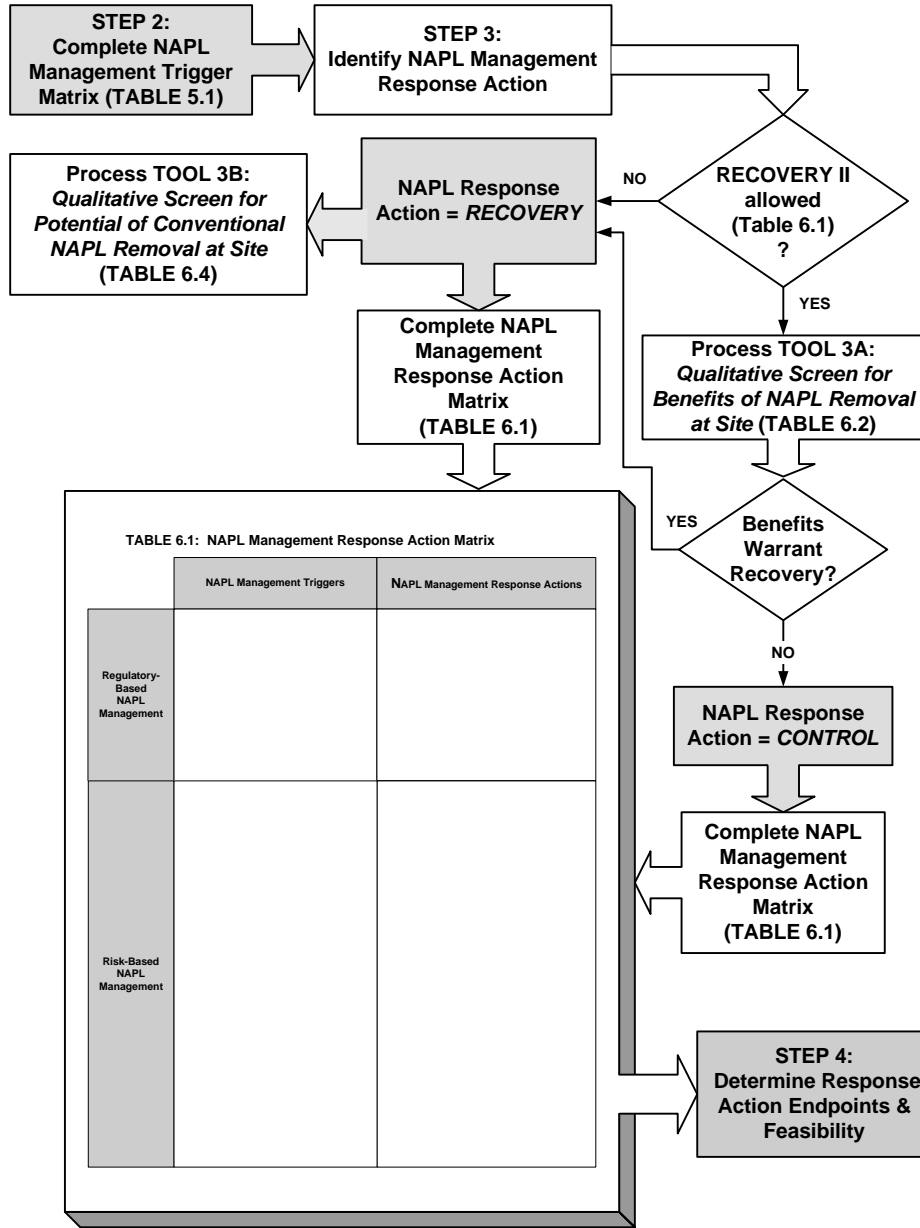 STEP 2:
Complete NAPL
Management Trigger
Matrix (TABLE 5.1)
STEP 3:
Identify NAPL Management
Response Action
RECOVERY II
allowed
(Table 6.1)
?
NO
YES
NAPL Response
Action = RECOVERY
Process TOOL 3B:
Qualitative Screen for
Potential of Conventional
NAPL Removal at Site
(TABLE 6.4)
Complete NAPL
Management
Response Action
Matrix
(TABLE 6.1)
Process TOOL 3A:
Qualitative Screen for
Benefits of NAPL Removal
at Site (TABLE 6.2)
YES
Benefits
Warrant
Recovery?
NO
NAPL Response
Action = CONTROL
Complete NAPL
Management
Response Action
Matrix
(TABLE 6.1)
TABLE 6.1: NAPL Management Response Action Matrix
NAPL Management Triggers
NAPL Management Response Actions
Regulatory-
Based
NAPL
Management
Risk-Based
NAPL
Management
STEP 4:
Determine Response
Action Endpoints &
Feasibility